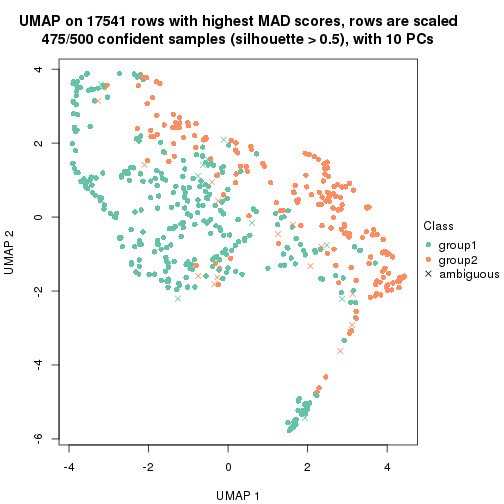 UMAP on 17541 rows with highest MAD scores, rows are scaled
475/500 confident samples (silhouette > 0.5), with 10 PCs
4
2
0
-2
-4
-6
UMAP 2
-4
-2
0
2
4
UMAP 1
Class
group1
group2
ambiguous